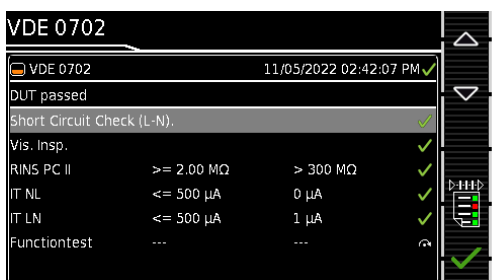 VDE 0702
VDE 0702 11/05/2022 02:42:07 PM
DUT passed
Short Circuit Check (L-N).
Vis. Insp.
RINS PC II >= 2.00 MΩ > 300 MΩ
IT NL <= 500 µA 0 µA
IT LN <= 500 µA 1 µA
Functiontest --- ---